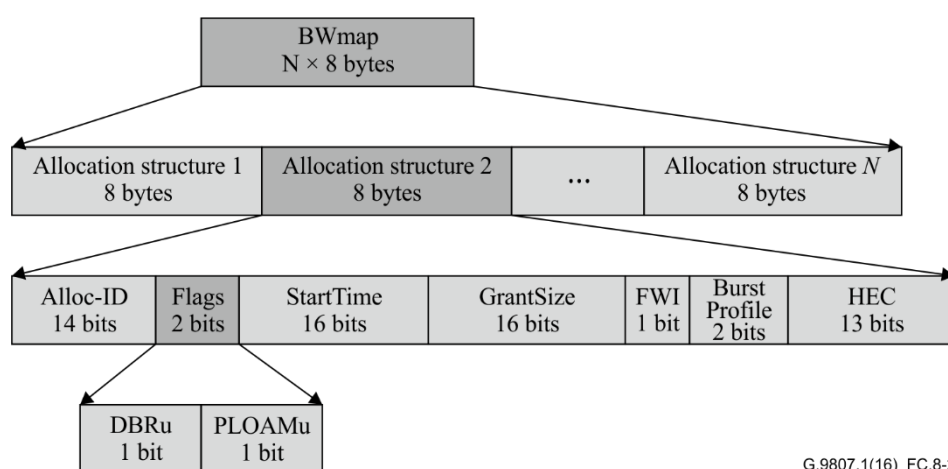 BWmap
N × 8 bytes
Allocation structure 1
8 bytes
Allocation structure 2
8 bytes
...
Allocation structure N
8 bytes
Alloc-ID
14 bits
Flags
2 bits
StartTime
16 bits
GrantSize
16 bits
FWI
1 bit
Burst
Profile
2 bits
HEC
13 bits
DBRu
1 bit
PLOAMu
1 bit